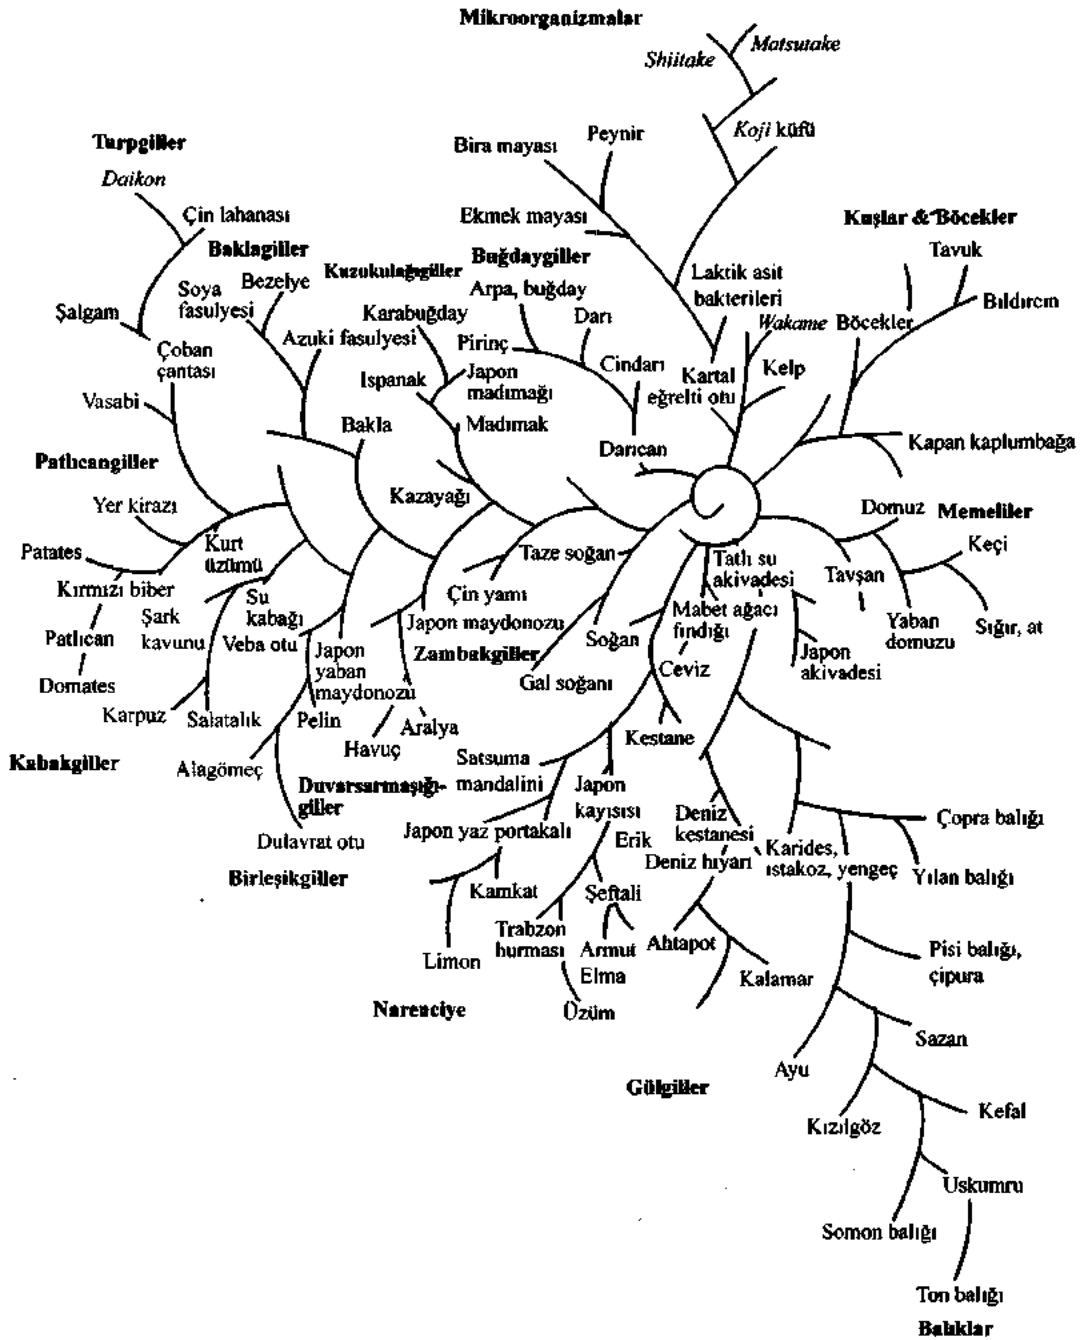 Mikroorganizmalar
Matsutake
Shiitake
Koji küfü
Peynir
Bira mayası
Ekmek mayası
Laktik asit
bakterileri
Turpgiller
Daikon
Çin lahanası
Şalgam
Çoban
çantası
Vasabi
Baklagiller
Bezelye
Soya
fasulyesi
Azuki fasulyesi
Bakla
Kuzukulağıgiller
Karabuğday
Ispanak
Japon
madımağı
Madımak
Kazayağı
Buğdaygiller
Arpa, buğday
Darı
Pirinç
Cindarı
Darıcan
Kartal
eğrelti otu
Wakame
Kelp
Kuşlar & Böcekler
Tavuk
Bıldırcın
Böcekler
Kapan kaplumbağa
Memeliler
Domuz
Keçi
Tavşan
Yaban
domuzu
Sığır, at
Patlıcangiller
Yer kirazı
Patates
Kırmızı biber
Patlıcan
Domates
Kurt
üzümü
Su
kabağı
Şark
kavunu
Karpuz
Salatalık
Kabakgiller
Veba otu
Japon
yaban
maydonozu
Pelin
Alagömeç
Dulavrat otu
Birleşikgiller
Havuç
Aralya
Duvarsarmaşığı-
giller
Japon maydonozu
Çin yamı
Taze soğan
Soğan
Zambakgiller
Gal soğanı
Tatlı su
akivadesi
Mabet ağacı
fındığı
Japon
akivadesi
Ceviz
Kestane
Satsuma
mandalini
Japon yaz portakalı
Kamkat
Limon
Narenciye
Japon
kayısısı
Erik
Şeftali
Trabzon
hurması
Armut
Elma
Üzüm
Gülgiller
Deniz
kestanesi
Deniz hıyarı
Ahtapot
Kalamar
Karides,
ıstakoz, yengeç
Çopra balığı
Yılan balığı
Pisi balığı,
çipura
Sazan
Ayu
Kızılgöz
Kefal
Uskumru
Somon balığı
Ton balığı
Balıklar